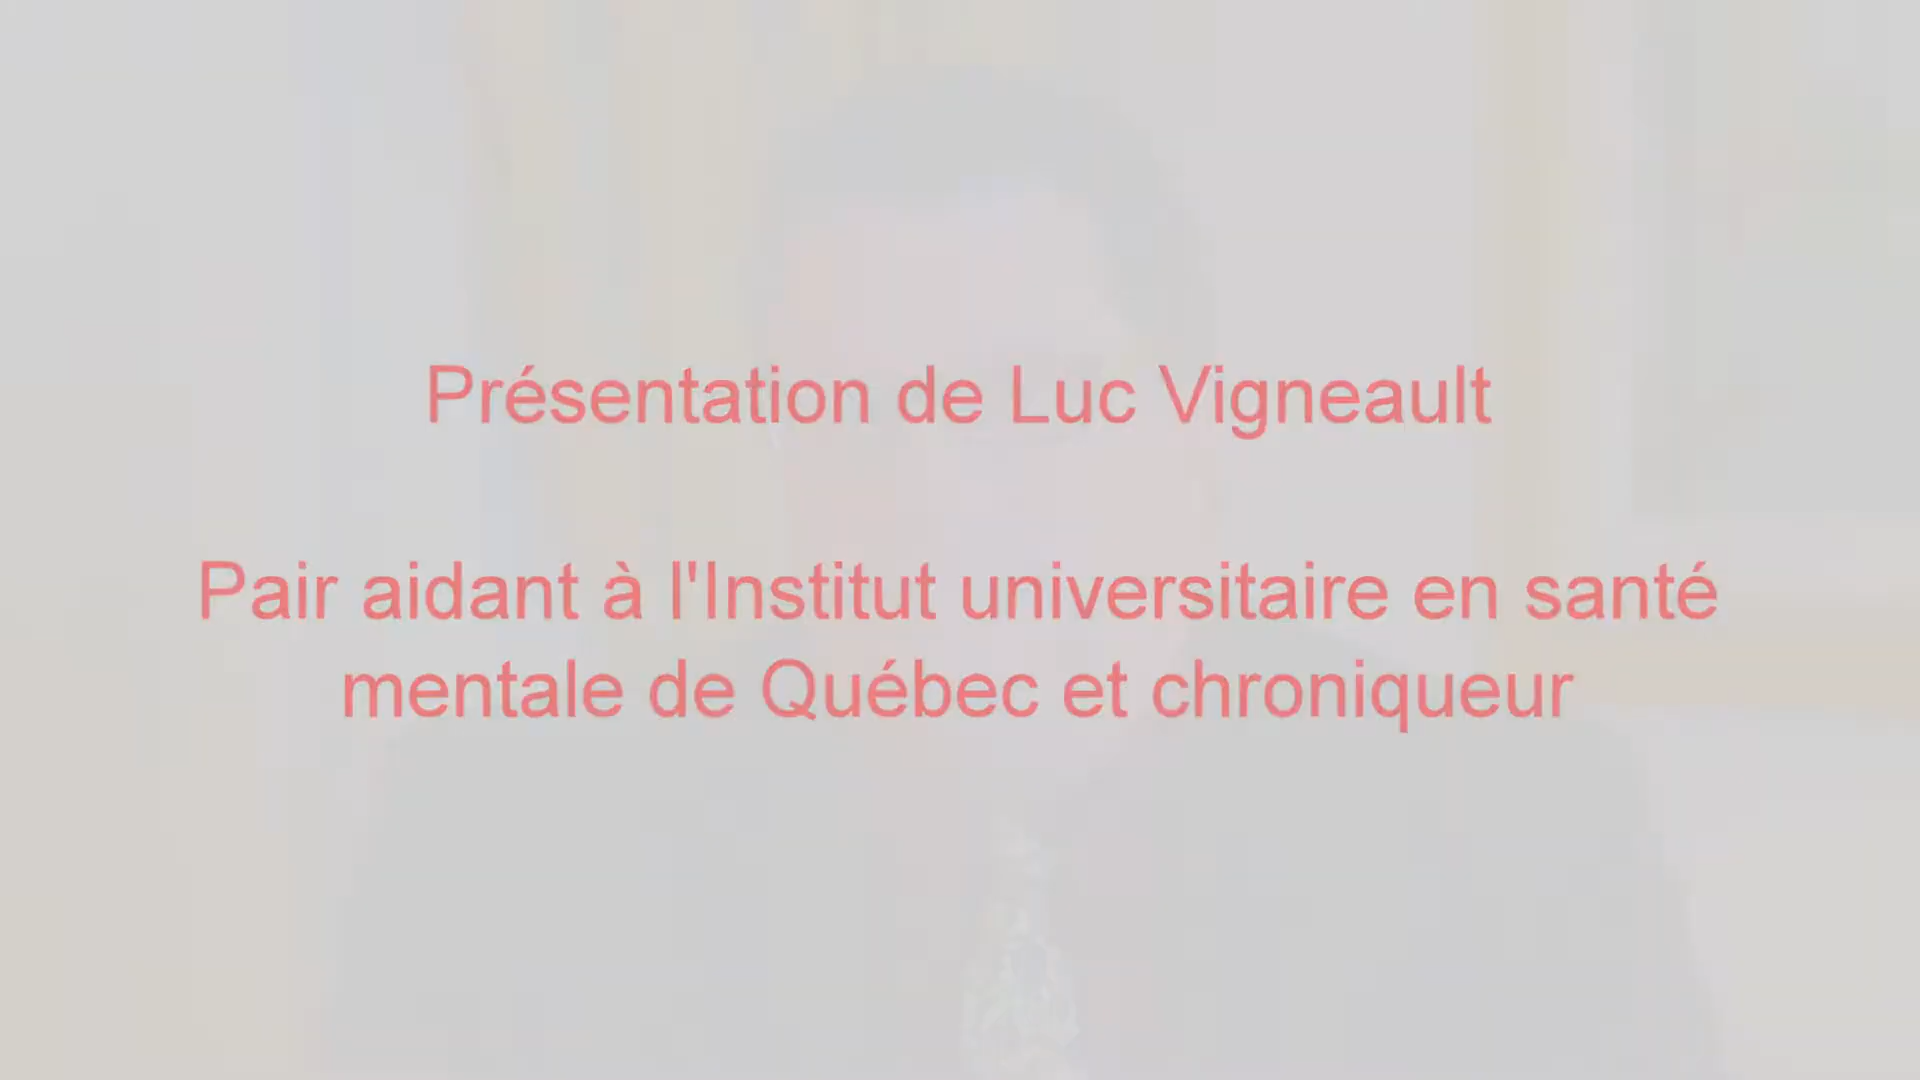 Présentation de Luc Vigneault
Pair aidant à l'Institut universitaire en santé
mentale de Québec et chroniqueur